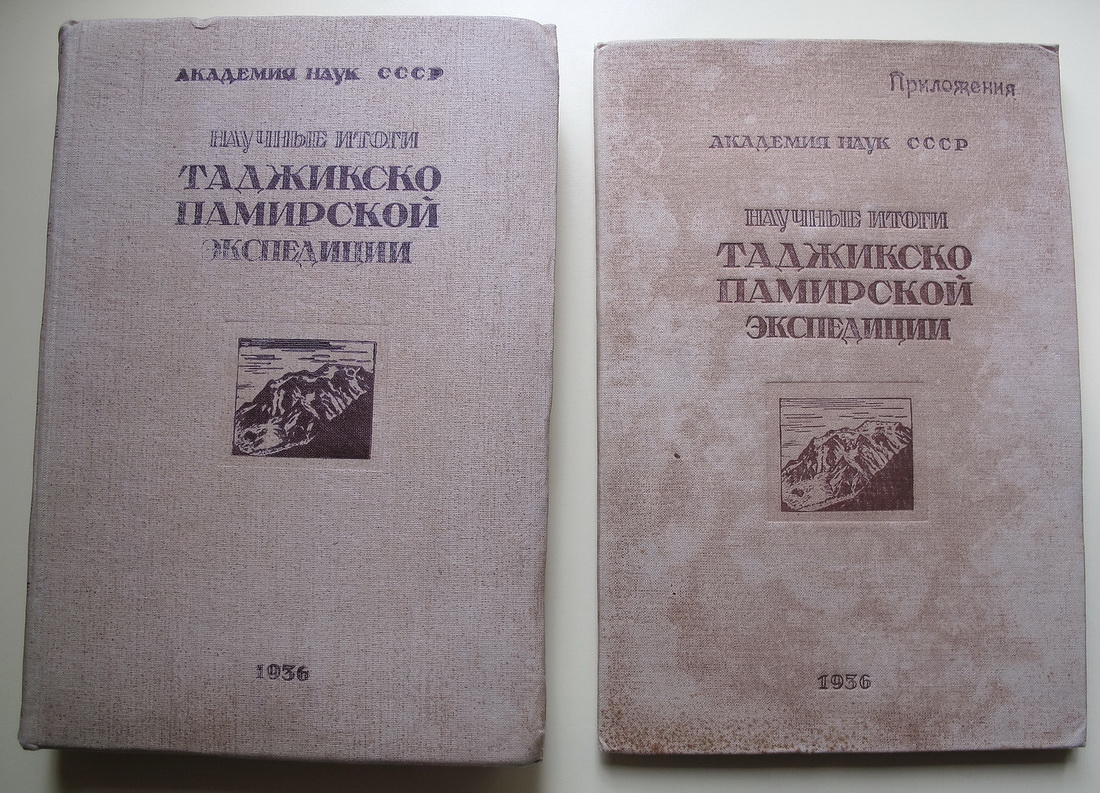 АКАДЕМИЯ НАУК СССР
НАУЧНЫЕ ИТОГИ
ТАДЖИКСКО
ПАМИРСКОЙ
ЭКСПЕДИЦИИ
1936
Приложения
АКАДЕМИЯ НАУК СССР
НАУЧНЫЕ ИТОГИ
ТАДЖИКСКО
ПАМИРСКОЙ
ЭКСПЕДИЦИИ
1936